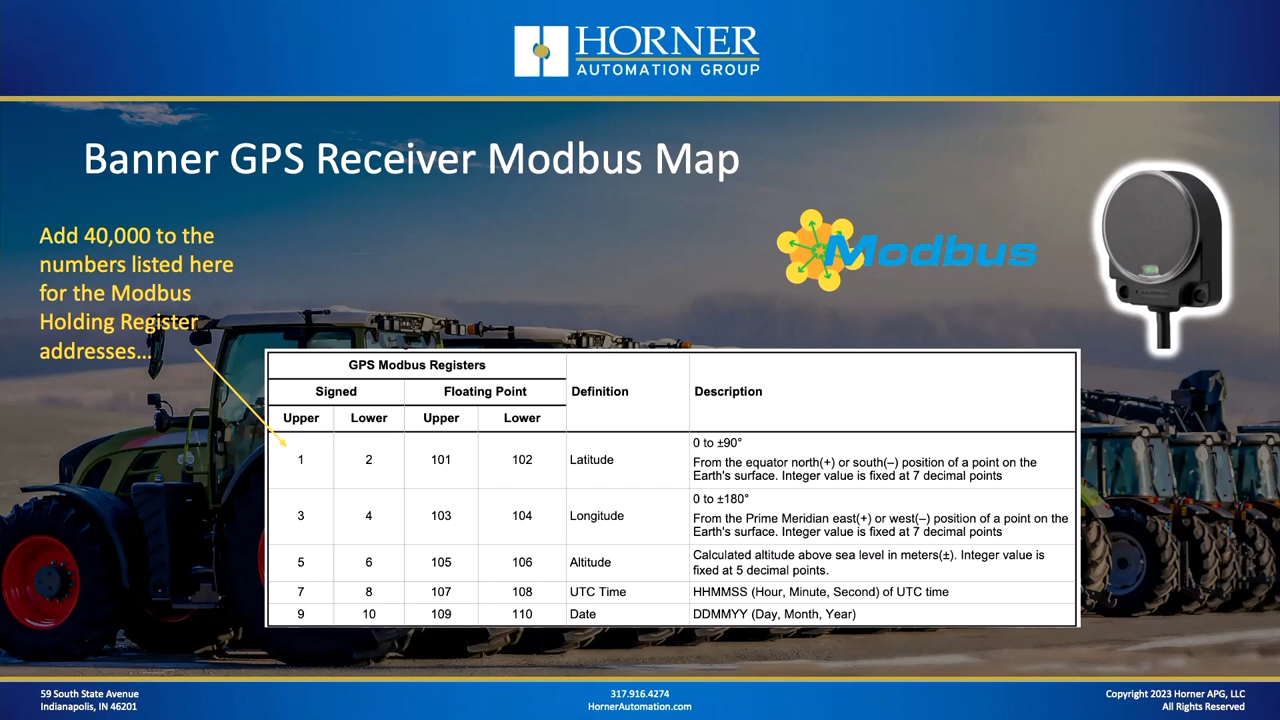 HORNER
AUTOMATION GROUP
Banner GPS Receiver Modbus Map
Add 40,000 to the
numbers listed here
for the Modbus
Holding Register
addresses...
Modbus
GPS Modbus Registers
Signed Floating Point Definition Description
Upper Lower Upper Lower
1 2 101 102 Latitude 0 to ±90°
From the equator north(+) or south(–) position of a point on the
Earth's surface. Integer value is fixed at 7 decimal points
3 4 103 104 Longitude 0 to ±180°
From the Prime Meridian east(+) or west(–) position of a point on the
Earth's surface. Integer value is fixed at 7 decimal points
5 6 105 106 Altitude Calculated altitude above sea level in meters(±). Integer value is
fixed at 5 decimal points.
7 8 107 108 UTC Time HHMMSS (Hour, Minute, Second) of UTC time
9 10 109 110 Date DDMMYY (Day, Month, Year)
59 South State Avenue
Indianapolis, IN 46201
317.916.4274
HornerAutomation.com
Copyright 2023 Horner APG, LLC
All Rights Reserved